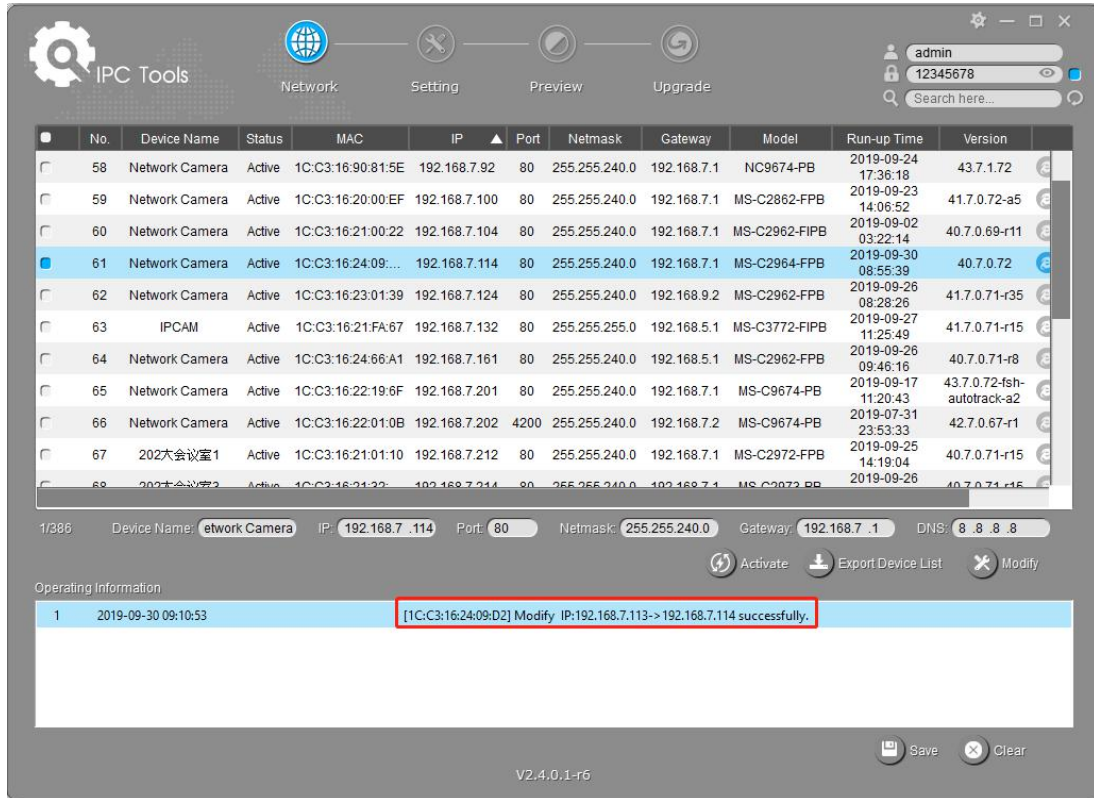 IPC Tools
Network Setting Preview Upgrade
admin
12345678
Search here...
No. Device Name Status MAC IP Port Netmask Gateway Model Run-up Time Version
58 Network Camera Active 1C:C3:16:90:81:5E 192.168.7.92 80 255.255.240.0 192.168.7.1 NC9674-PB 2019-09-24 17:36:18 43.7.1.72
59 Network Camera Active 1C:C3:16:20:00:EF 192.168.7.100 80 255.255.240.0 192.168.7.1 MS-C2862-FPB 2019-09-23 14:06:52 41.7.0.72-a5
60 Network Camera Active 1C:C3:16:21:00:22 192.168.7.104 80 255.255.240.0 192.168.7.1 MS-C2962-FIPB 2019-09-02 03:22:14 40.7.0.69-r11
61 Network Camera Active 1C:C3:16:24:09:... 192.168.7.114 80 255.255.240.0 192.168.7.1 MS-C2964-FPB 2019-09-30 08:55:39 40.7.0.72
62 Network Camera Active 1C:C3:16:23:01:39 192.168.7.124 80 255.255.240.0 192.168.9.2 MS-C2962-FPB 2019-09-26 08:28:26 41.7.0.71-r35
63 IPCAM Active 1C:C3:16:21:FA:67 192.168.7.132 80 255.255.255.0 192.168.5.1 MS-C3772-FIPB 2019-09-27 11:25:49 41.7.0.71-r15
64 Network Camera Active 1C:C3:16:24:66:A1 192.168.7.161 80 255.255.240.0 192.168.5.1 MS-C2962-FPB 2019-09-26 09:46:16 40.7.0.71-r8
65 Network Camera Active 1C:C3:16:22:19:6F 192.168.7.201 80 255.255.240.0 192.168.7.1 MS-C9674-PB 2019-09-17 11:20:43 43.7.0.72-fsh-autotrack-a2
66 Network Camera Active 1C:C3:16:22:01:0B 192.168.7.202 4200 255.255.240.0 192.168.7.2 MS-C9674-PB 2019-07-31 23:53:33 42.7.0.67-r1
67 202大会议室1 Active 1C:C3:16:21:01:10 192.168.7.212 80 255.255.240.0 192.168.7.1 MS-C2972-FPB 2019-09-25 14:19:04 40.7.0.71-r15
68 Active 192.168.7.214 80 255.255.240.0 192.168.7.1 2019-09-26
1/386 Device Name: etwork Camera IP: 192.168.7 .114 Port: 80 Netmask: 255.255.240.0 Gateway: 192.168.7 .1 DNS: 8 .8 .8 .8
Activate Export Device List Modify
Operating Information
1 2019-09-30 09:10:53 [1C:C3:16:24:09:D2] Modify IP:192.168.7.113->192.168.7.114 successfully.
Save Clear
V2.4.0.1-r6